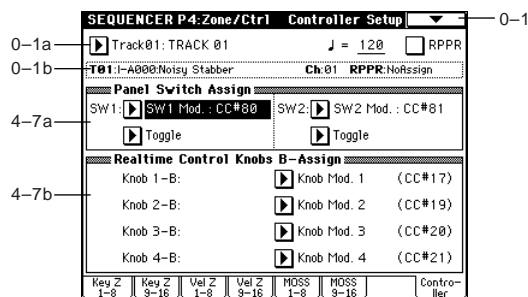 SEQUENCER P4:Zone/Ctrl Controller Setup
0–1
0–1a
Track01: TRACK 01 ♩ = 120 RPPR
0–1b
T01:I-A000:Noisy Stabber Ch:01 RPPR:NoAssign
Panel Switch Assign
4–7a
SW1: SW1 Mod. : CC#80 SW2: SW2 Mod. : CC#81
Toggle Toggle
Realtime Control Knobs B-Assign
4–7b
Knob 1-B: Knob Mod. 1 (CC#17)
Knob 2-B: Knob Mod. 2 (CC#19)
Knob 3-B: Knob Mod. 3 (CC#20)
Knob 4-B: Knob Mod. 4 (CC#21)
Key Z 1-8 Key Z 9-16 Vel Z 1-8 Vel Z 9-16 MOSS 1-8 MOSS 9-16 Contro-ller